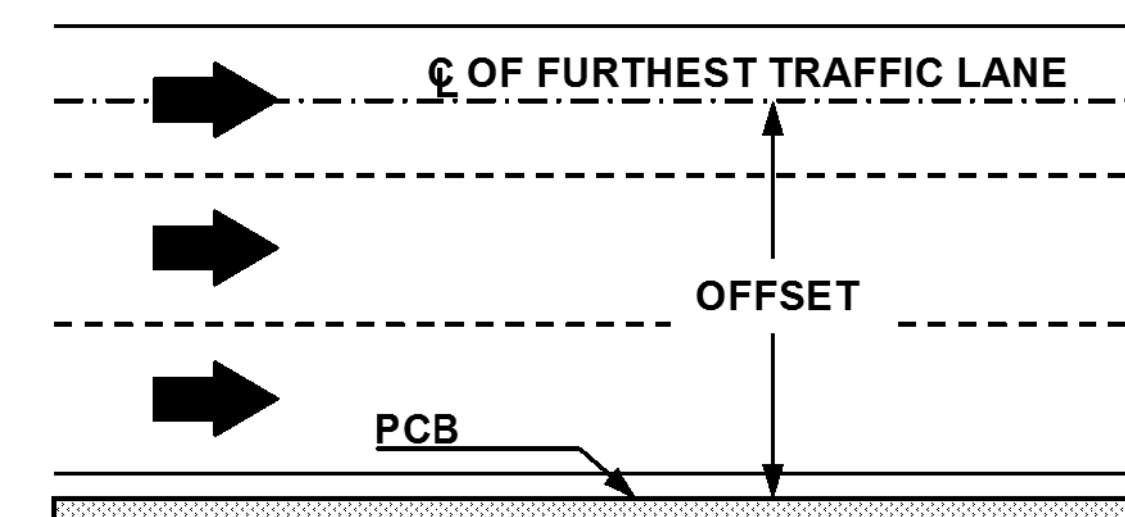 ℄ OF FURTHEST TRAFFIC LANE
OFFSET
PCB